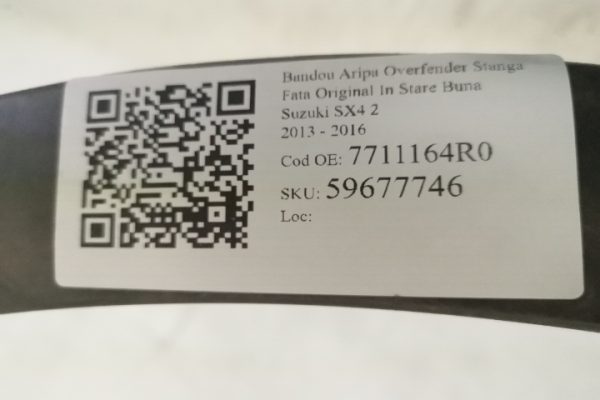 Bandou Aripa Overfender Stanga
Fata Original In Stare Buna
Suzuki SX4 2
2013 - 2016
Cod OE: 7711164R0
SKU: 59677746
Loc: